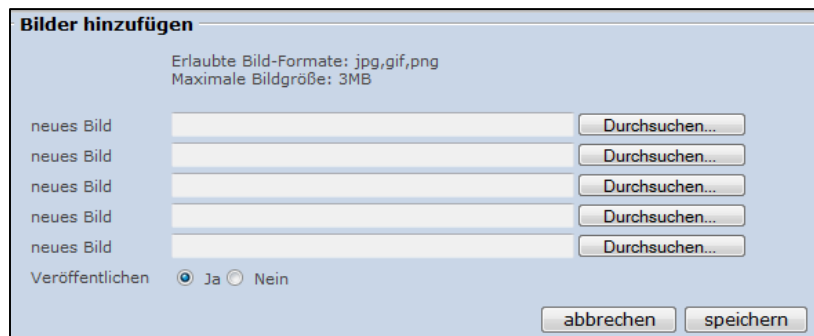 Bilder hinzufügen
Erlaubte Bild-Formate: jpg,gif,png
Maximale Bildgröße: 3MB
neues Bild Durchsuchen...
neues Bild Durchsuchen...
neues Bild Durchsuchen...
neues Bild Durchsuchen...
neues Bild Durchsuchen...
Veröffentlichen Ja Nein
abbrechen speichern